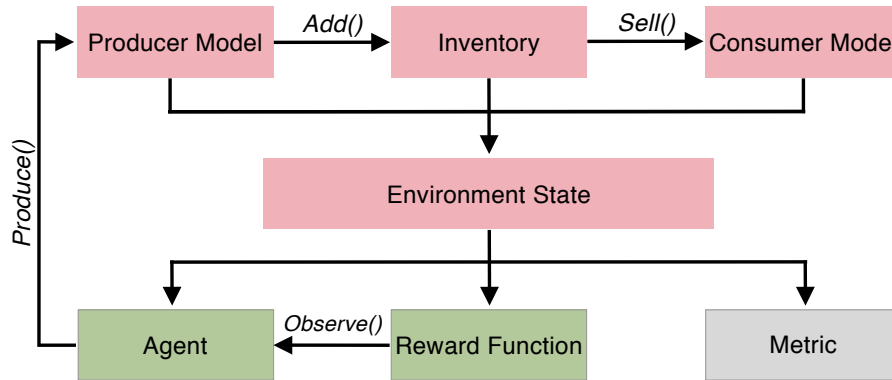 Producer Model
Add()
Inventory
Sell()
Consumer Mode
Produce()
Environment State
Agent
Observe()
Reward Function
Metric